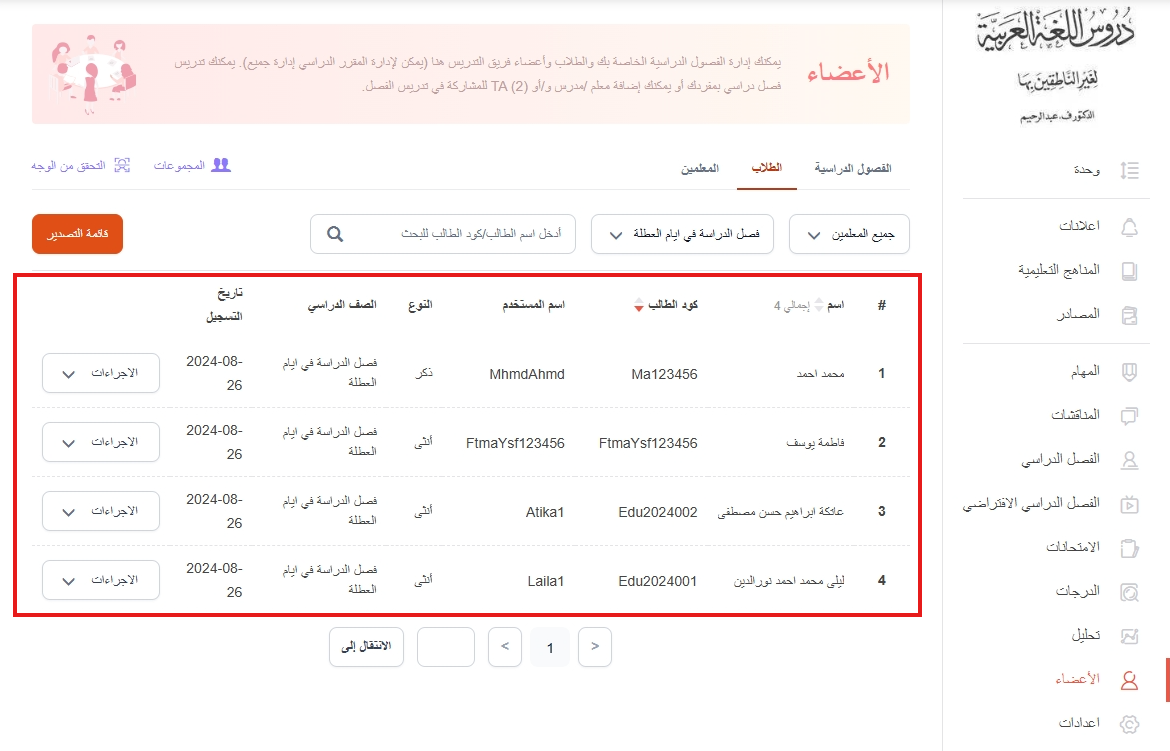 دروس اللغة العربية
لغير الناطقين بها
الدكتور ف. عبد الرحيم
وحدة
اعلانات
المناهج التعليمية
المصادر
المهام
المناقشات
الفصل الدراسي
الفصل الدراسي الافتراضي
الامتحانات
الدرجات
تحليل
الأعضاء
اعدادات
الأعضاء
يمكنك إدارة الفصول الدراسية الخاصة بك والطلاب وأعضاء فريق التدريس هنا (يمكن لإدارة المقرر الدراسي إدارة جميع). يمكنك تدريس
فصل دراسي بمفردك أو يمكنك إضافة معلم /مدرس و/أو TA (2) للمشاركة في تدريس الفصل.
الفصول الدراسية الطلاب المعلمين المجموعات التحقق من الوجه
جميع المعلمين فصل الدراسة في ايام العطلة أدخل اسم الطالب/كود الطالب للبحث قائمة التصدير
# اسم إجمالي 4 كود الطالب اسم المستخدم النوع الصف الدراسي تاريخ
التسجيل
1 محمد احمد Ma123456 MhmdAhmd ذكر فصل الدراسة في ايام 2024-08- الاجراءات
العطلة 26
2 فاطمة يوسف FtmaYsf123456 FtmaYsf123456 أنثى فصل الدراسة في ايام 2024-08- الاجراءات
العطلة 26
3 عاتكة ابراهيم حسن مصطفى Edu2024002 Atika1 أنثى فصل الدراسة في ايام 2024-08- الاجراءات
العطلة 26
4 ليلى محمد احمد نورالدين Edu2024001 Laila1 أنثى فصل الدراسة في ايام 2024-08- الاجراءات
العطلة 26
< 1 > الانتقال إلى